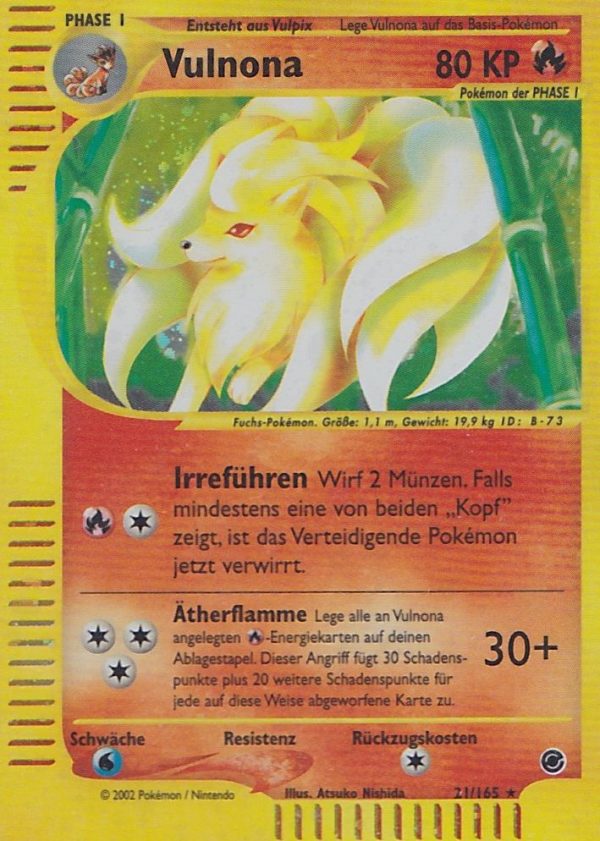 PHASE 1 Entsteht aus Vulpix Lege Vulnona auf das Basis-Pokémon
Vulnona 80 KP
Pokémon der PHASE 1
Fuchs-Pokémon. Größe: 1,1 m, Gewicht: 19,9 kg ID: B-73
Irreführen Wirf 2 Münzen. Falls
mindestens eine von beiden „Kopf”
zeigt, ist das Verteidigende Pokémon
jetzt verwirrt.
Ätherflamme Lege alle an Vulnona
angelegten -Energiekarten auf deinen
Ablagestapel. Dieser Angriff fügt 30 Schadens-
punkte plus 20 weitere Schadenspunkte für
jede auf diese Weise abgeworfene Karte zu.
30+
Schwäche Resistenz Rückzugskosten
© 2002 Pokémon / Nintendo Illus. Atsuko Nishida 21/165 ★